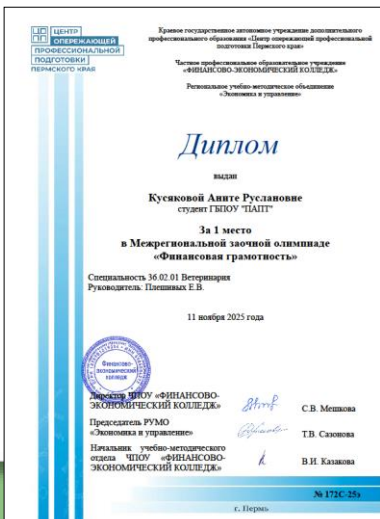 ЦЕНТР
ОПЕРЕЖАЮЩЕЙ
ПРОФЕССИОНАЛЬНОЙ
ПОДГОТОВКИ
ПЕРМСКОГО КРАЯ
Краевое государственное автономное учреждение дополнительного
профессионального образования «Центр опережающей профессиональной
подготовки Пермского края»
Частное профессиональное образовательное учреждение
«ФИНАНСОВО-ЭКОНОМИЧЕСКИЙ КОЛЛЕДЖ»
Региональное учебно-методическое объединение
«Экономика и управление»
Диплом
выдан
Кусяковой Аните Руслановне
студент ГБПОУ "ПАПТ"
За 1 место
в Межрегиональной заочной олимпиаде
«Финансовая грамотность»
Специальность 36.02.01 Ветеринария
Руководитель: Плешивых Е.В.
11 ноября 2025 года
Финансово-
экономический
колледж
Директор ЧПОУ «ФИНАНСОВО-
ЭКОНОМИЧЕСКИЙ КОЛЛЕДЖ»
С.В. Мешкова
Председатель РУМО
«Экономика и управление»
Т.В. Сазонова
Начальник учебно-методического
отдела ЧПОУ «ФИНАНСОВО-
ЭКОНОМИЧЕСКИЙ КОЛЛЕДЖ»
В.И. Казакова
№ 172С-25з
г. Пермь